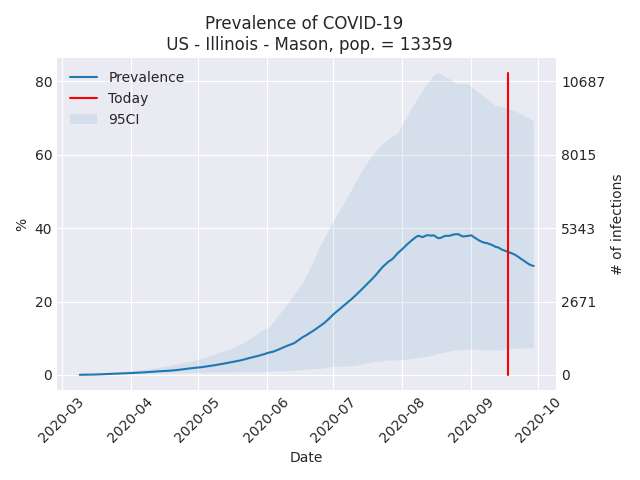 Prevalence of COVID-19
US - Illinois - Mason, pop. = 13359
Prevalence
Today
95CI
80
60
40
20
0
%
10687
8015
5343
2671
0
# of infections
2020-03
2020-04
2020-05
2020-06
2020-07
2020-08
2020-09
2020-10
Date